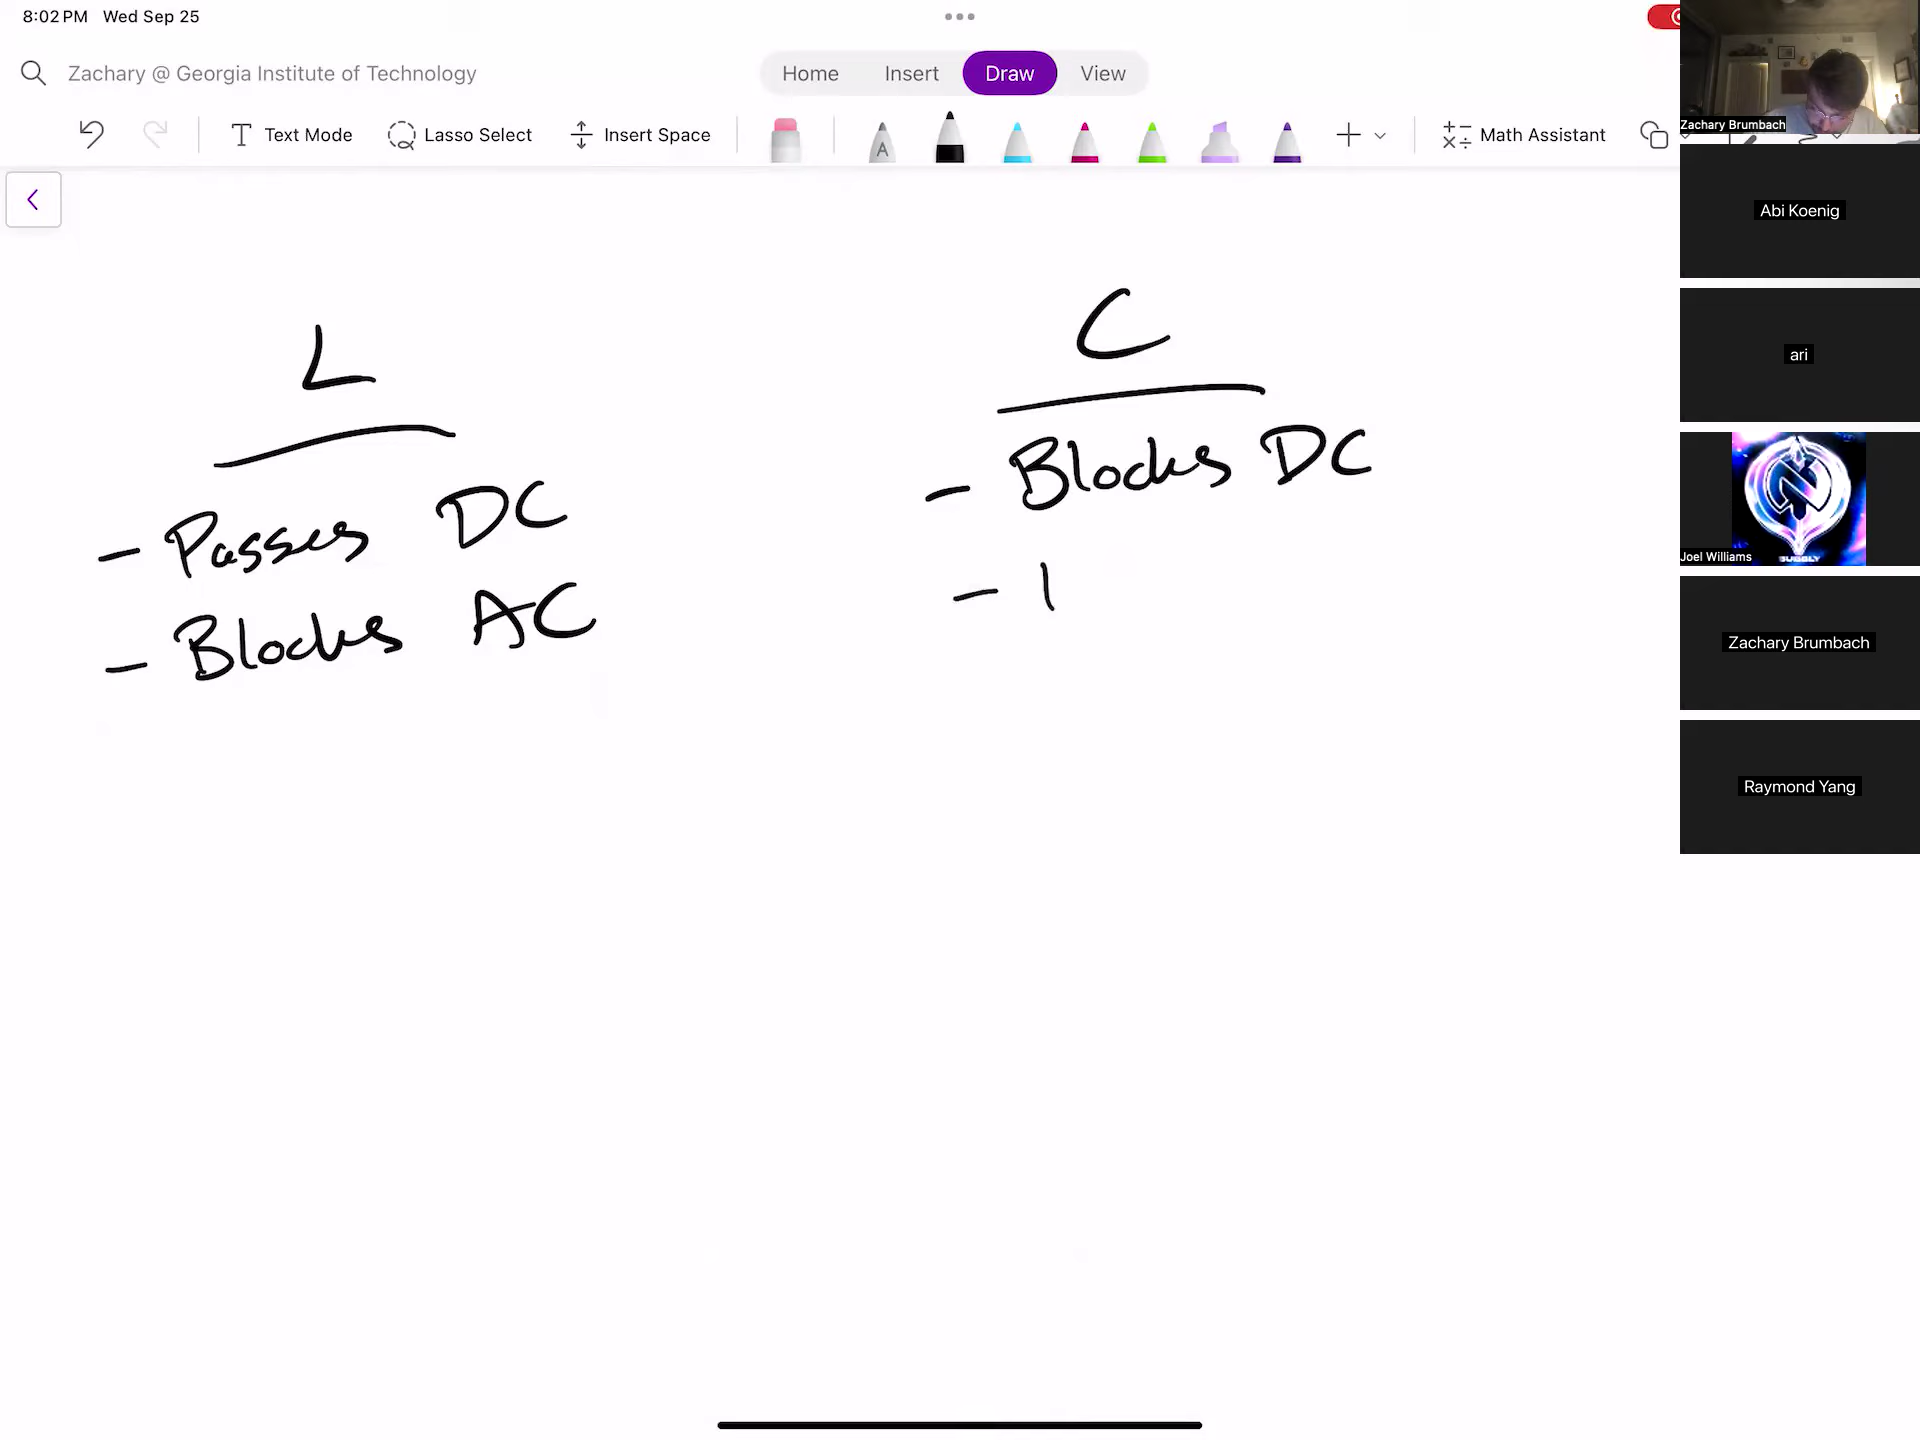 8:02 PM Wed Sep 25
Zachary @ Georgia Institute of Technology
Home Insert Draw View
Text Mode Lasso Select Insert Space A Math Assistant
L
- Passes DC
- Blocks AC
C
- Blocks DC
-
Zachary Brumbach
Abi Koenig
ari
Joel Williams
BUBBLY
Zachary Brumbach
Raymond Yang